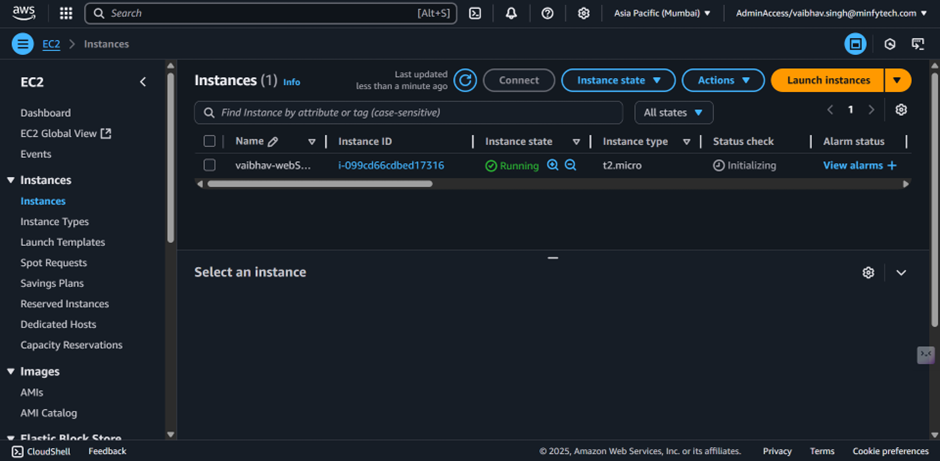 aws Search [Alt+S] Asia Pacific (Mumbai) AdminAccess/vaibhav.singh@minfytech.com
EC2 > Instances
EC2
Dashboard
EC2 Global View
Events
Instances
Instances
Instance Types
Launch Templates
Spot Requests
Savings Plans
Reserved Instances
Dedicated Hosts
Capacity Reservations
Images
AMIs
AMI Catalog
Elastic Block Store
Instances (1) Info
Last updated
less than a minute ago
Connect Instance state Actions Launch instances
Find Instance by attribute or tag (case-sensitive) All states 1
Name Instance ID Instance state Instance type Status check Alarm status
vaibhav-webS... i-099cd66cdbed17316 Running t2.micro Initializing View alarms +
Select an instance
CloudShell Feedback © 2025, Amazon Web Services, Inc. or its affiliates. Privacy Terms Cookie preferences